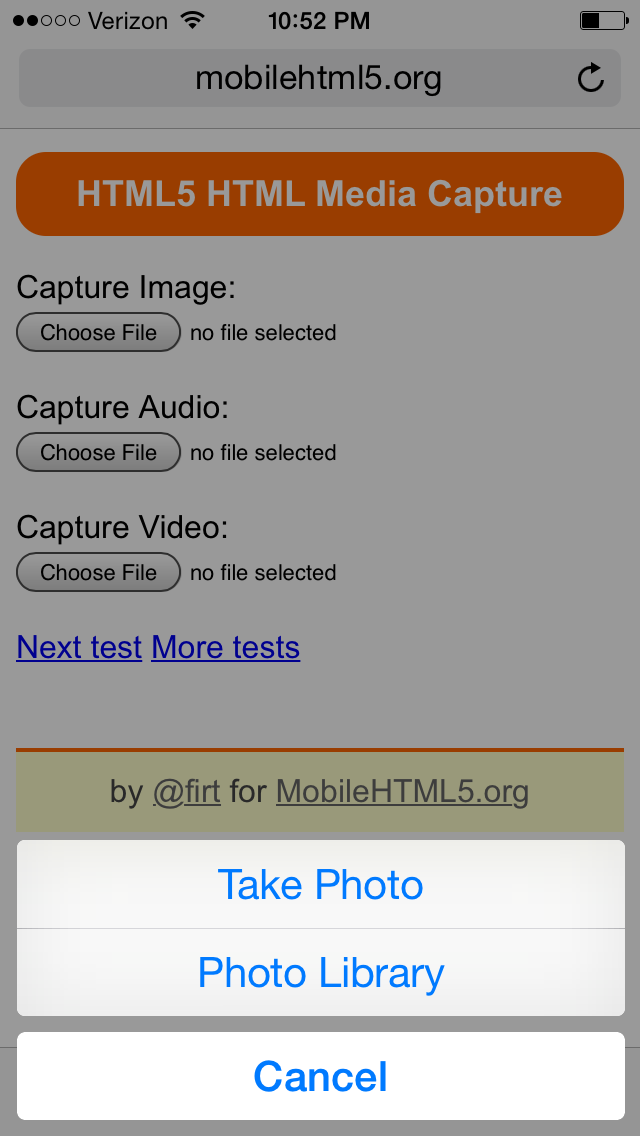 Verizon 10:52 PM
mobilehtml5.org
HTML5 HTML Media Capture
Capture Image:
Choose File no file selected
Capture Audio:
Choose File no file selected
Capture Video:
Choose File no file selected
Next test More tests
by @firt for MobileHTML5.org
Take Photo
Photo Library
Cancel